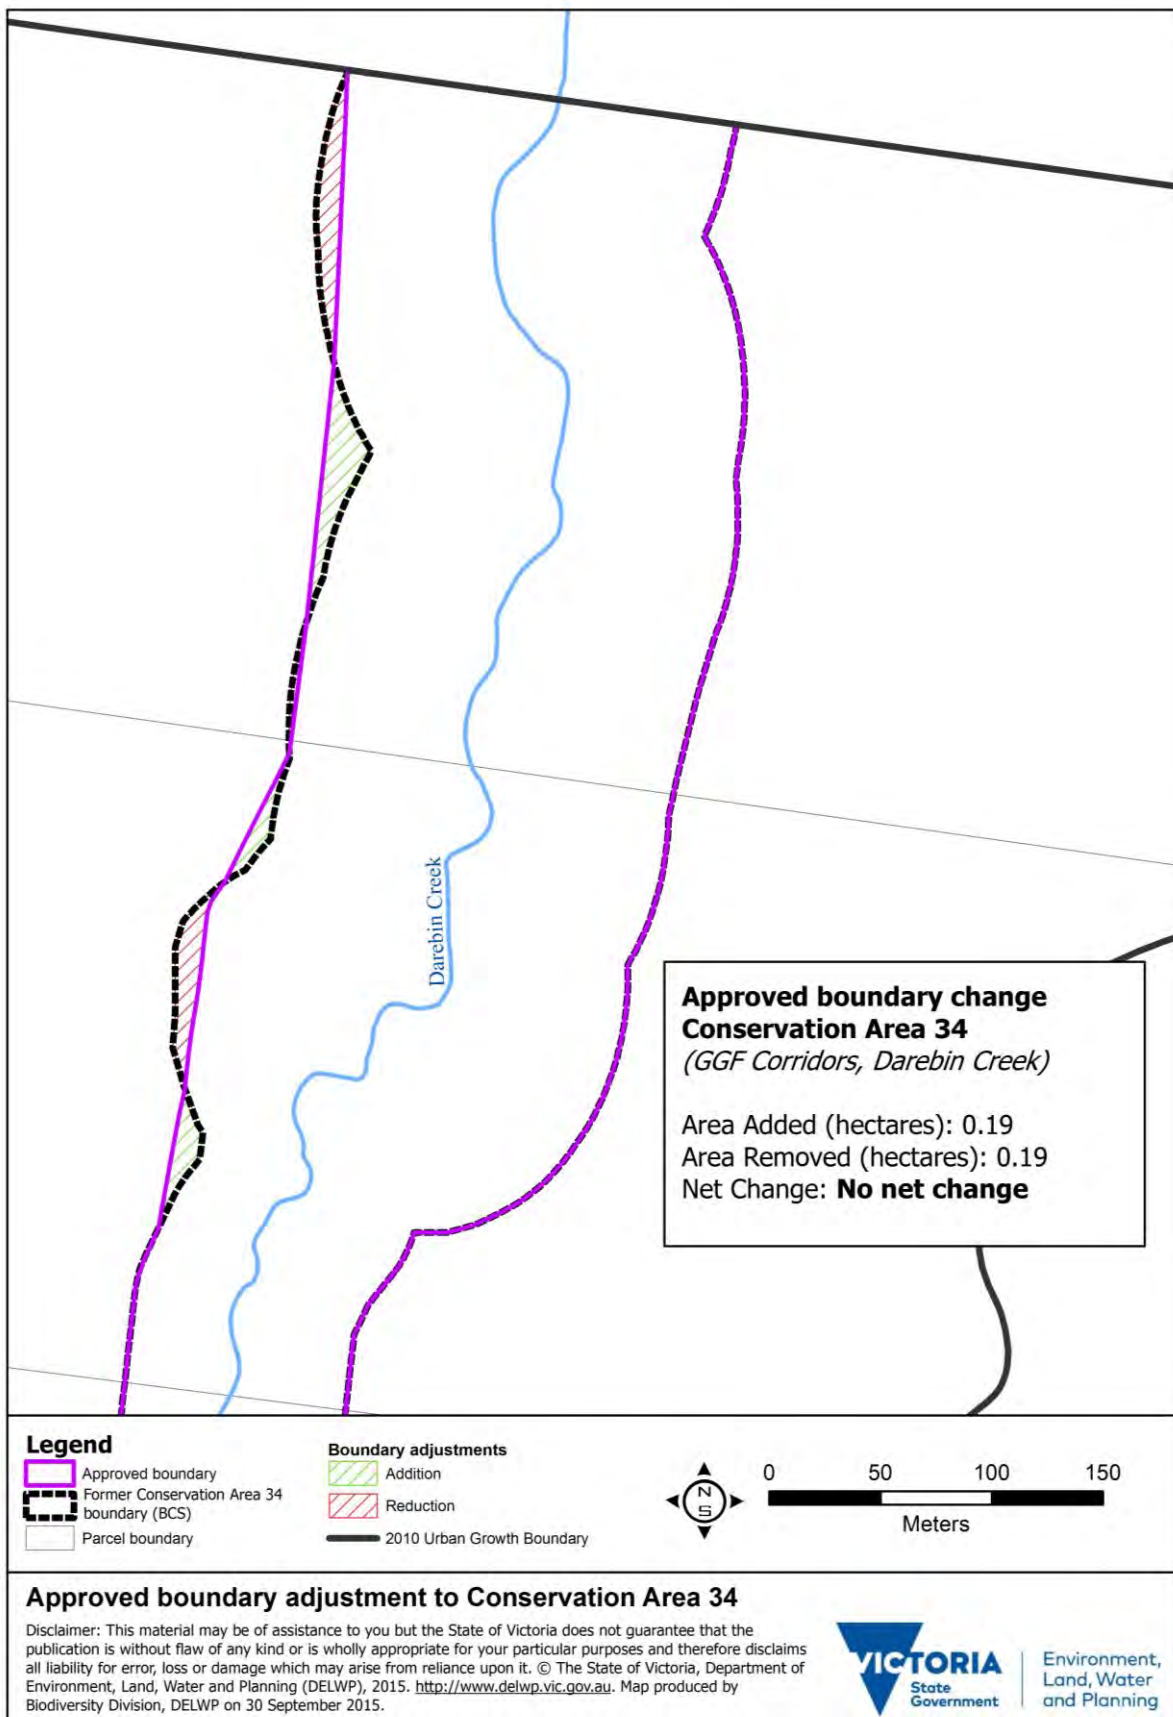 Darebin Creek
Approved boundary change
Conservation Area 34
(GGF Corridors, Darebin Creek)
Area Added (hectares): 0.19
Area Removed (hectares): 0.19
Net Change: No net change
Legend
Approved boundary
Former Conservation Area 34
boundary (BCS)
Parcel boundary
Boundary adjustments
Addition
Reduction
2010 Urban Growth Boundary
N
S
0 50 100 150
Meters
Approved boundary adjustment to Conservation Area 34
Disclaimer: This material may be of assistance to you but the State of Victoria does not guarantee that the
publication is without flaw of any kind or is wholly appropriate for your particular purposes and therefore disclaims
all liability for error, loss or damage which may arise from reliance upon it. © The State of Victoria, Department of
Environment, Land, Water and Planning (DELWP), 2015. http://www.delwp.vic.gov.au. Map produced by
Biodiversity Division, DELWP on 30 September 2015.
VICTORIA
State
Government
Environment,
Land, Water
and Planning